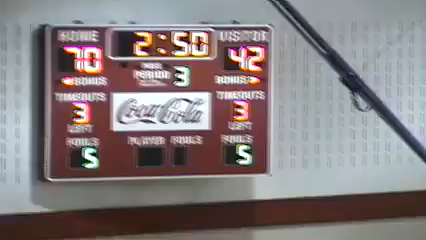 HOME 2:50 VISITOR
70 PERIOD 3 42
BONUS BONUS
TIMEOUTS 3 LEFT Coca-Cola TIMEOUTS 3 LEFT
FOULS PLAYER FOULS FOULS
5 5